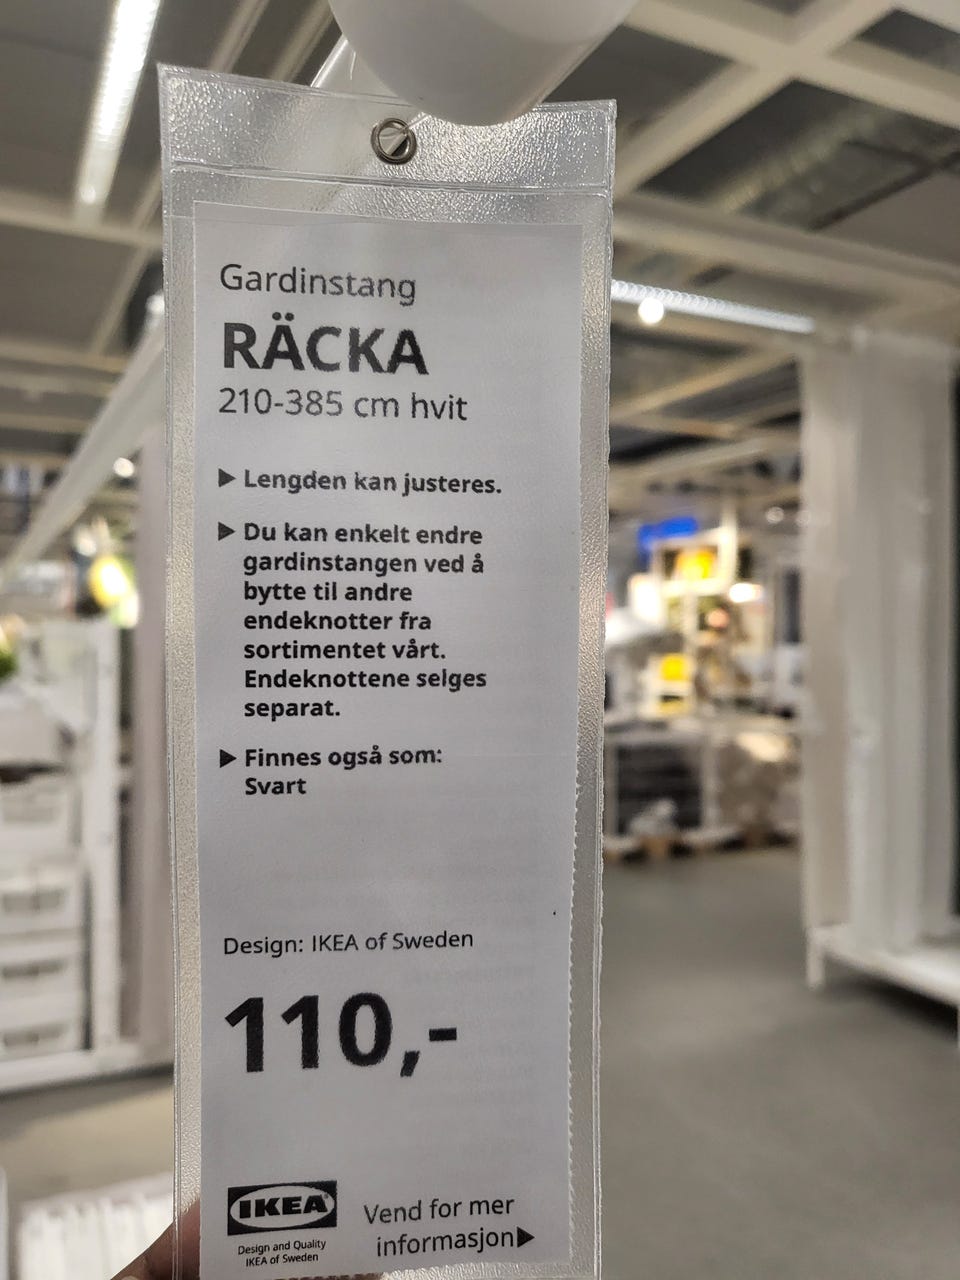 Gardinstang
RÄCKA
210-385 cm hvit
▶ Lengden kan justeres.
▶ Du kan enkelt endre
gardinstangen ved å
bytte til andre
endeknotter fra
sortimentet vårt.
Endeknottene selges
separat.
▶ Finnes også som:
Svart
Design: IKEA of Sweden
110,-
IKEA
Design and Quality
IKEA of Sweden
Vend for mer
informasjon▶